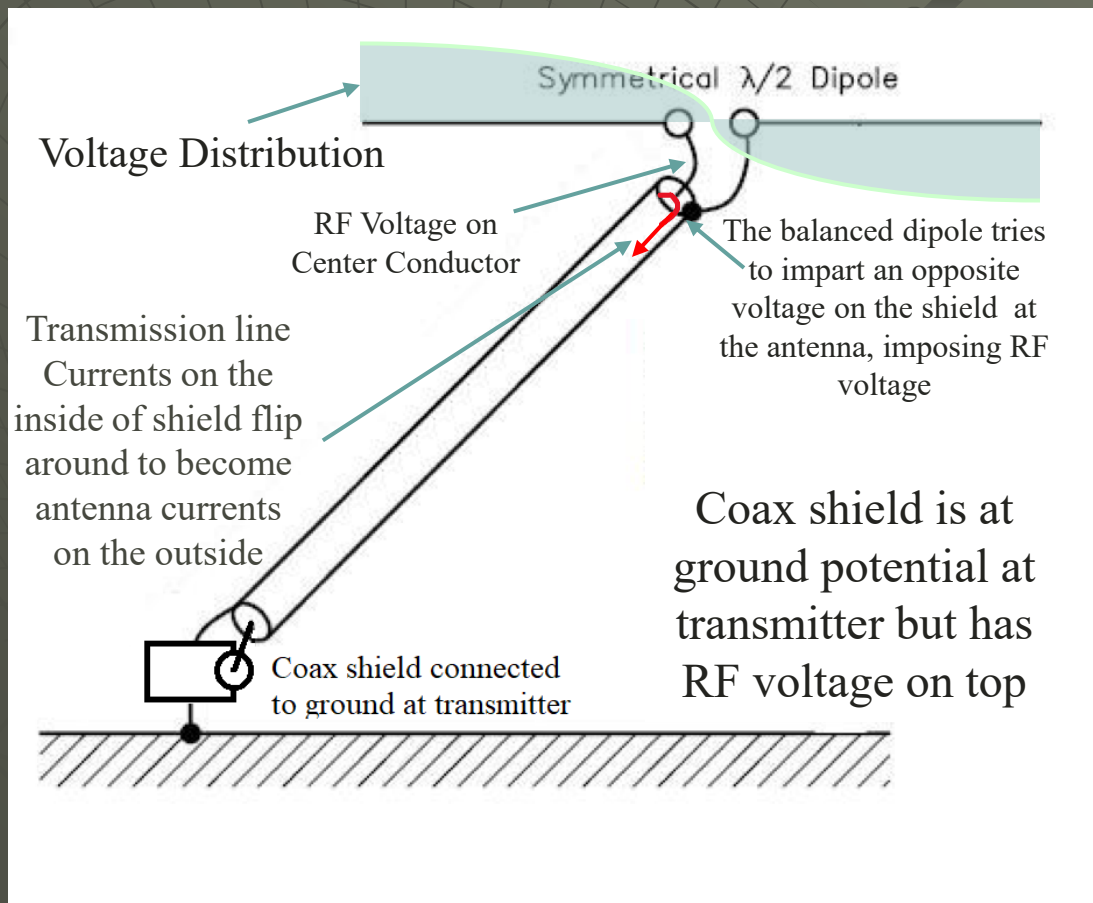 Symmetrical λ/2 Dipole
Voltage Distribution
RF Voltage on
Center Conductor
The balanced dipole tries
to impart an opposite
voltage on the shield at
the antenna, imposing RF
voltage
Transmission line
Currents on the
inside of shield flip
around to become
antenna currents
on the outside
Coax shield is at
ground potential at
transmitter but has
RF voltage on top
Coax shield connected
to ground at transmitter